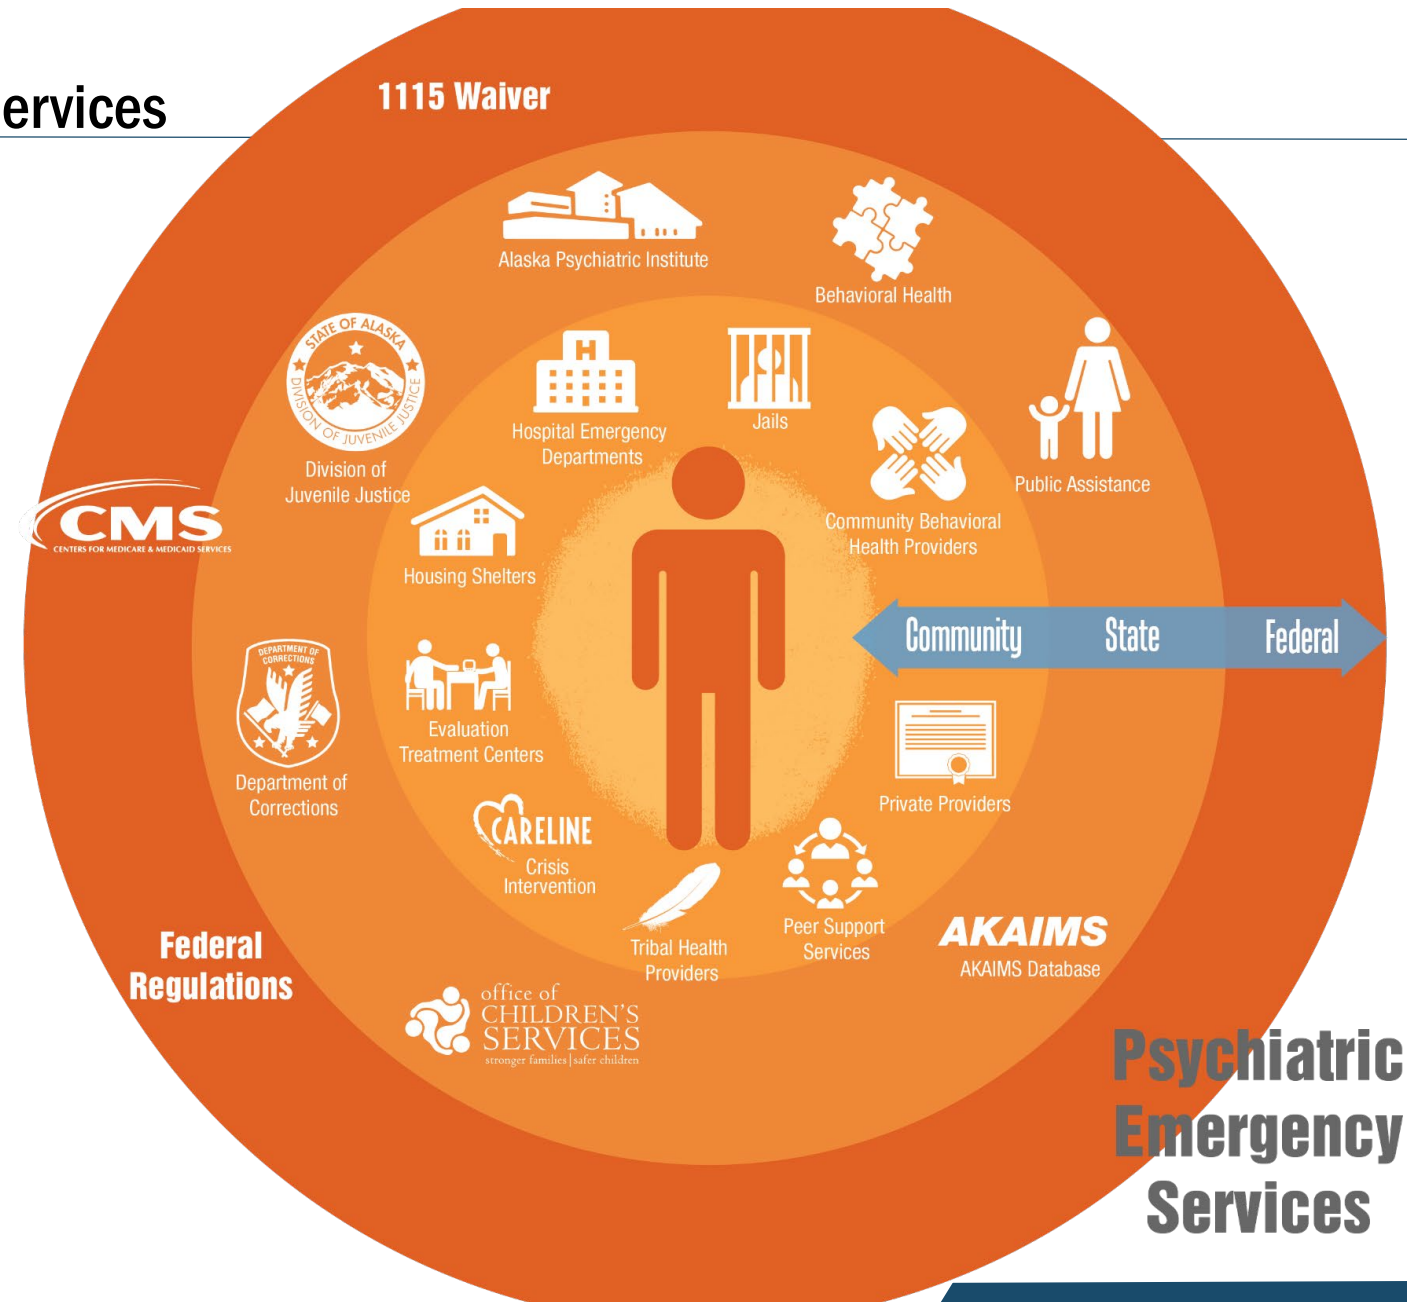 ervices
1115 Waiver
Alaska Psychiatric Institute
Behavioral Health
STATE OF ALASKA
DIVISION OF JUVENILE JUSTICE
Division of
Juvenile Justice
H
Hospital Emergency
Departments
Jails
Public Assistance
Community Behavioral
Health Providers
CMS
CENTERS FOR MEDICARE & MEDICAID SERVICES
Housing Shelters
Community State Federal
DEPARTMENT OF
CORRECTIONS
Department of
Corrections
Evaluation
Treatment Centers
Private Providers
CARELINE
Crisis
Intervention
Tribal Health
Providers
Peer Support
Services
AKAIMS
AKAIMS Database
Federal
Regulations
office of
CHILDREN'S
SERVICES
stronger families | safer children
Psychiatric
Emergency
Services